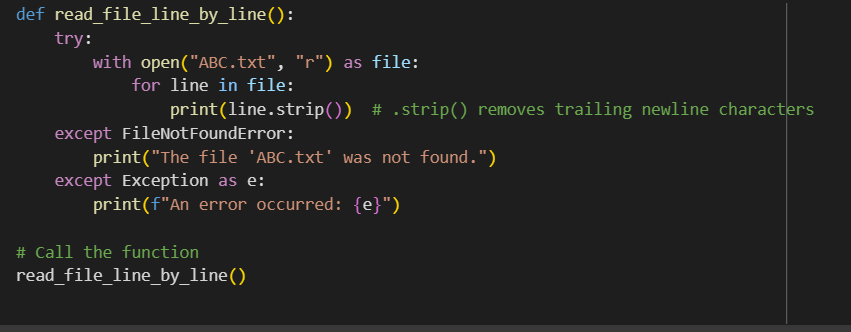 def read_file_line_by_line():
    try:
        with open("ABC.txt", "r") as file:
            for line in file:
                print(line.strip())  # .strip() removes trailing newline characters
    except FileNotFoundError:
        print("The file 'ABC.txt' was not found.")
    except Exception as e:
        print(f"An error occurred: {e}")

# Call the function
read_file_line_by_line()